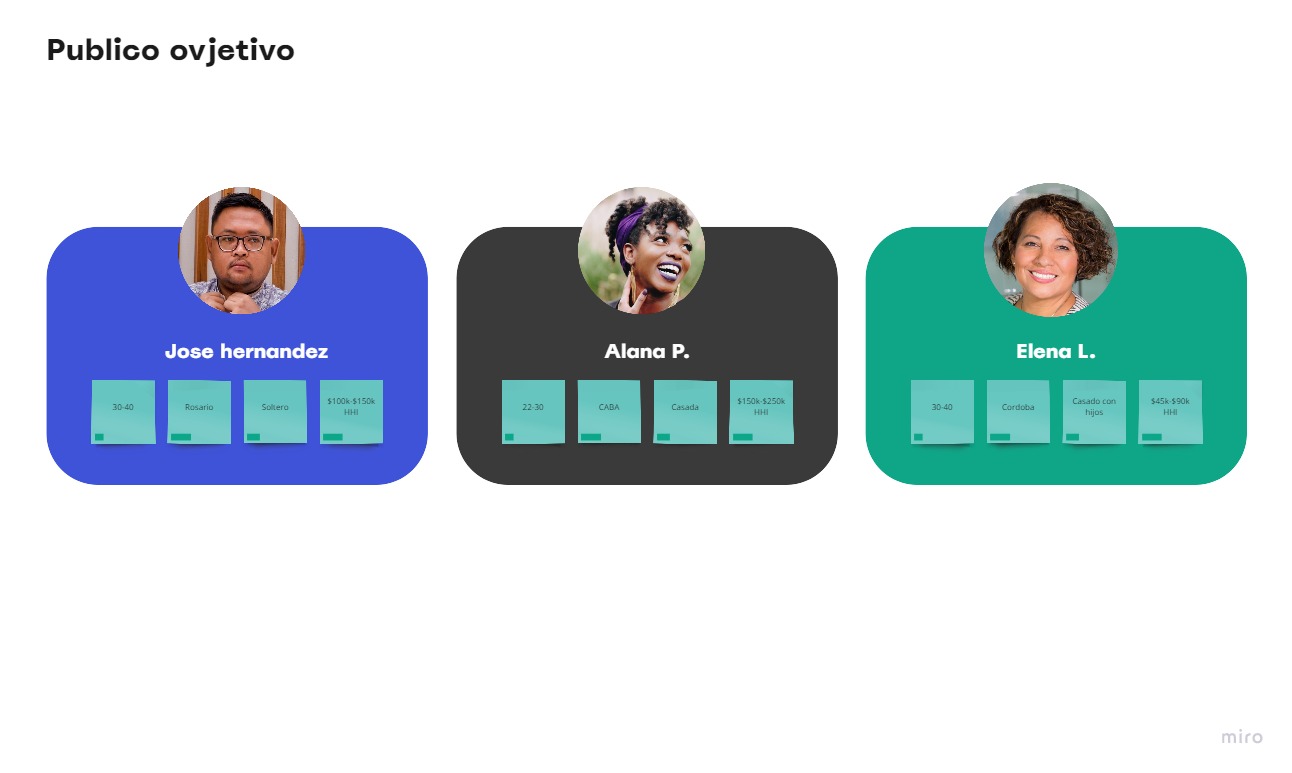 Publico ovjetivo
Jose hernandez
30-40
Rosario
Soltero
$100k-$150k
HHI
Alana P.
22-30
CABA
Casada
$150k-$250k
HHI
Elena L.
30-40
Cordoba
Casado con
hijos
$45k-$90k
HHI
miro